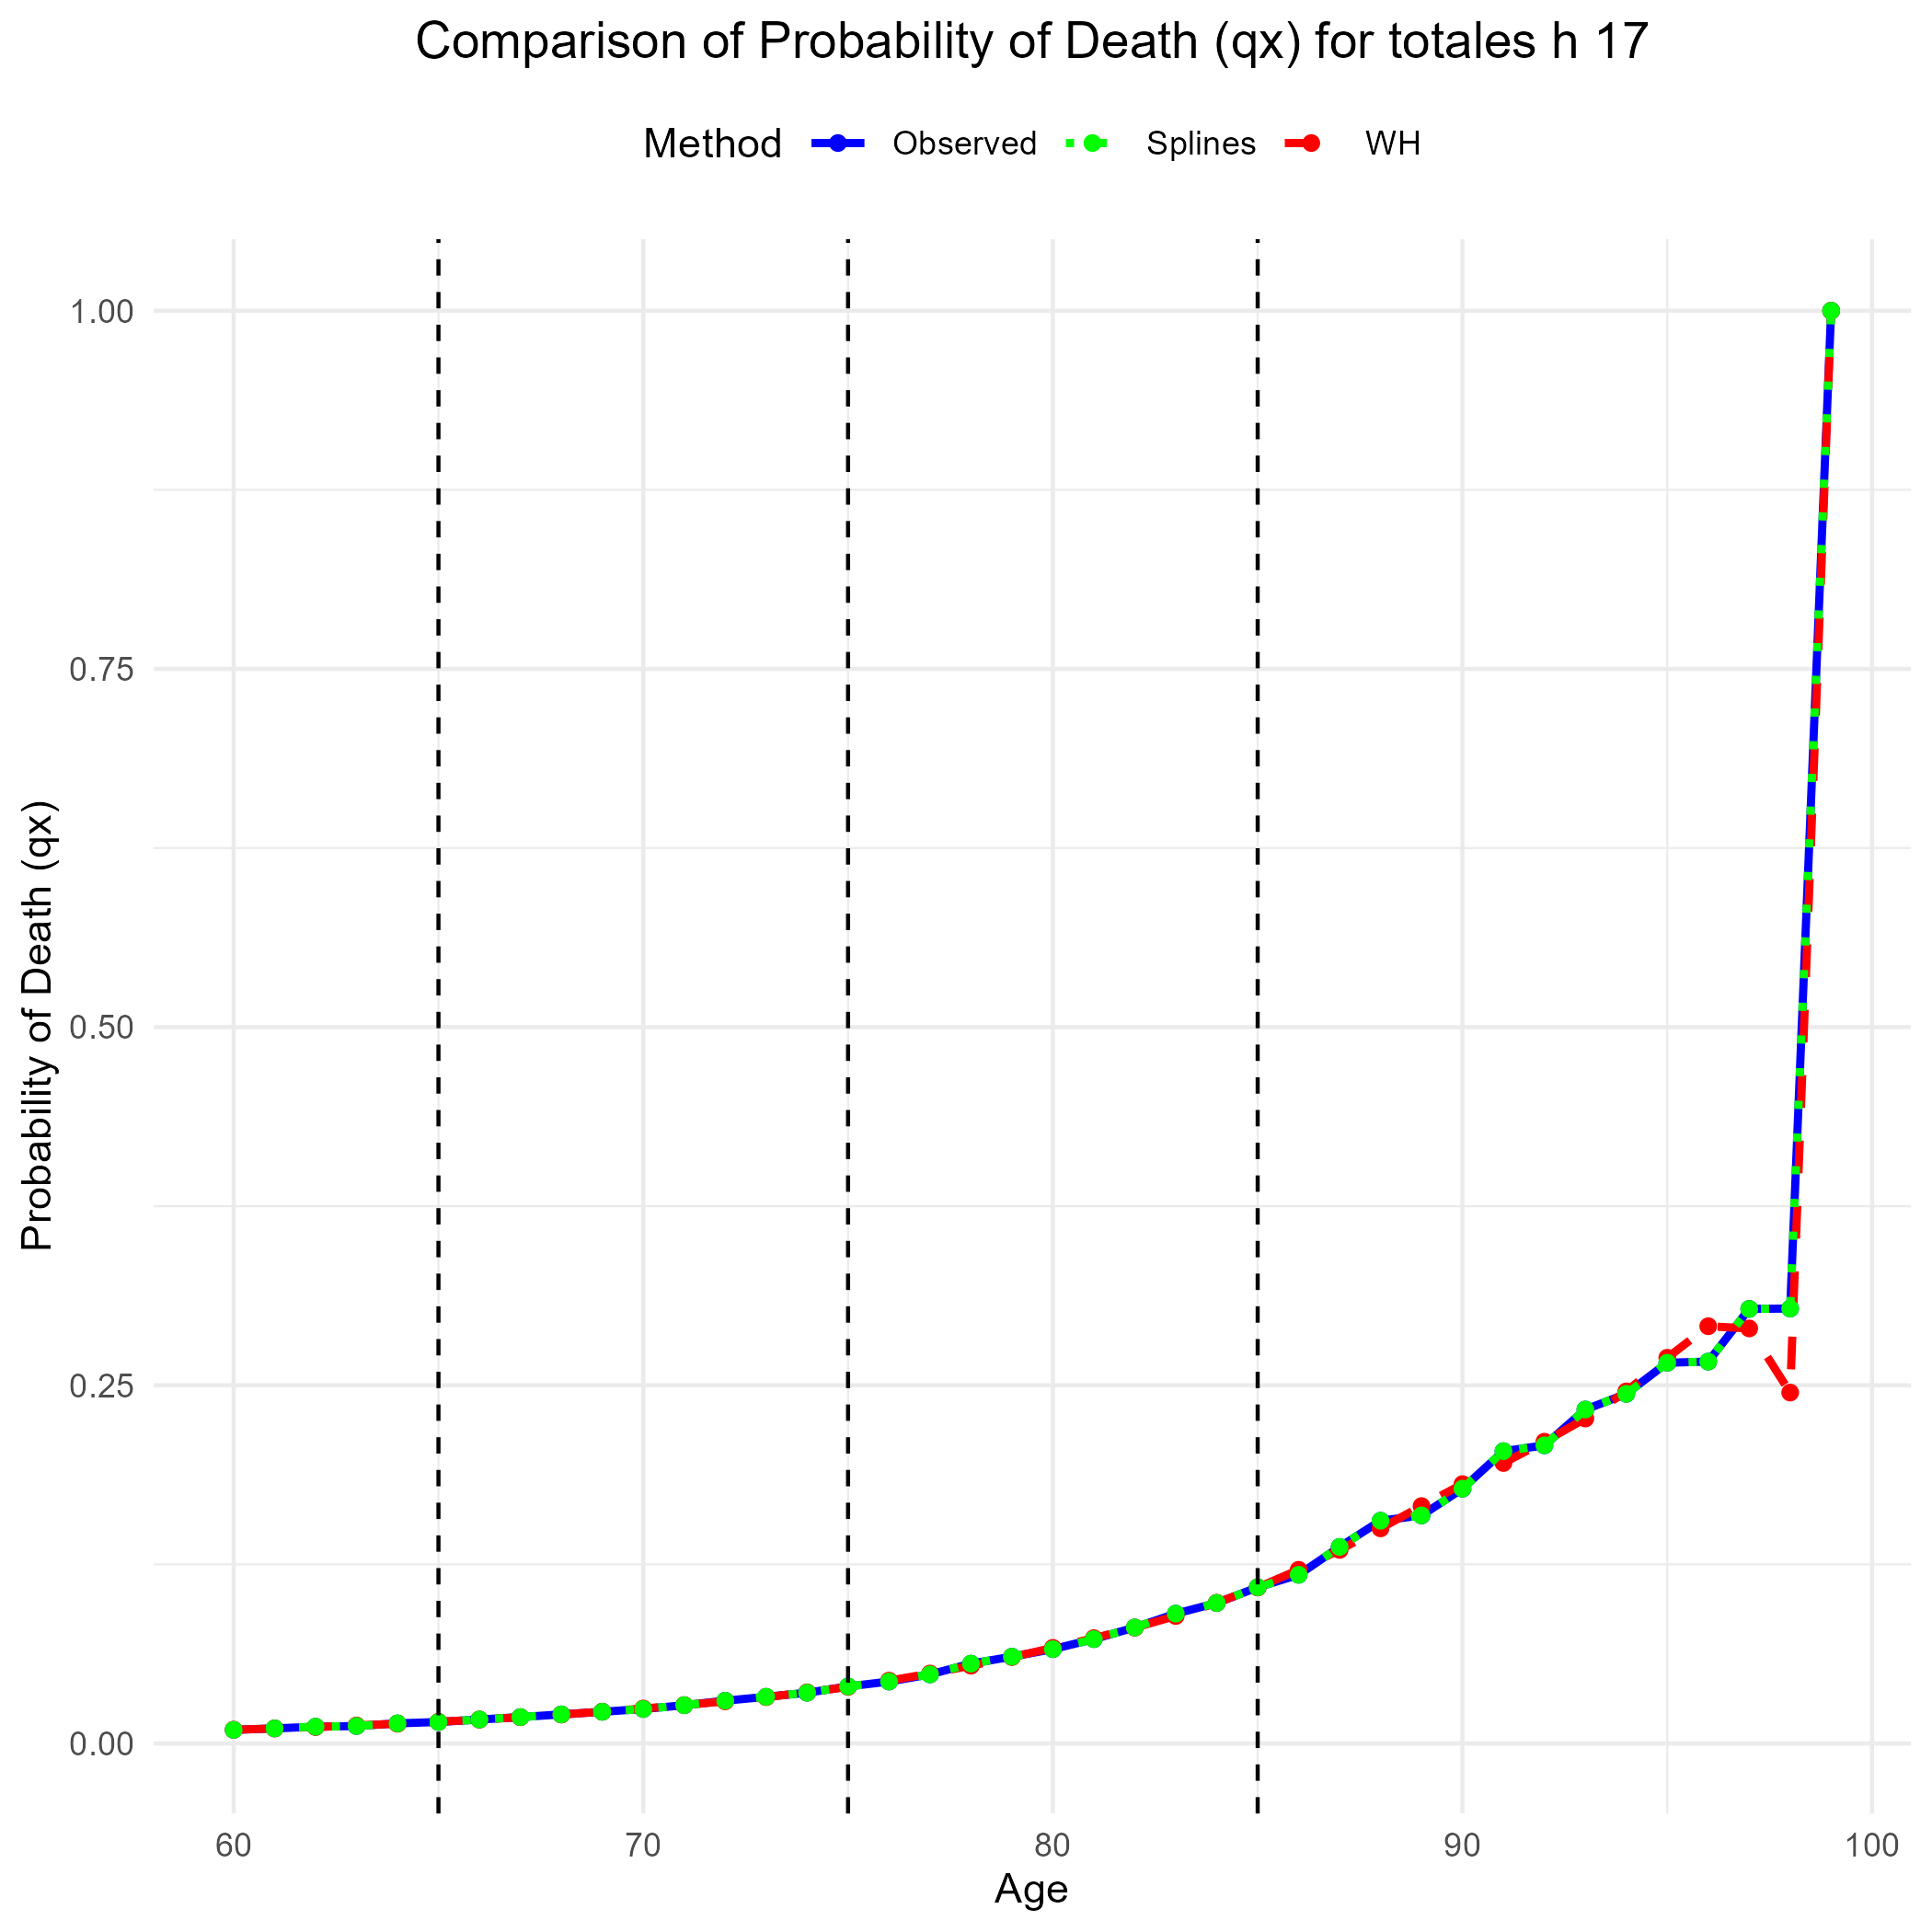 Comparison of Probability of Death (qx) for totales h 17
Method Observed Splines WH
Probability of Death (qx)
1.00
0.75
0.50
0.25
0.00
60 70 80 90 100
Age